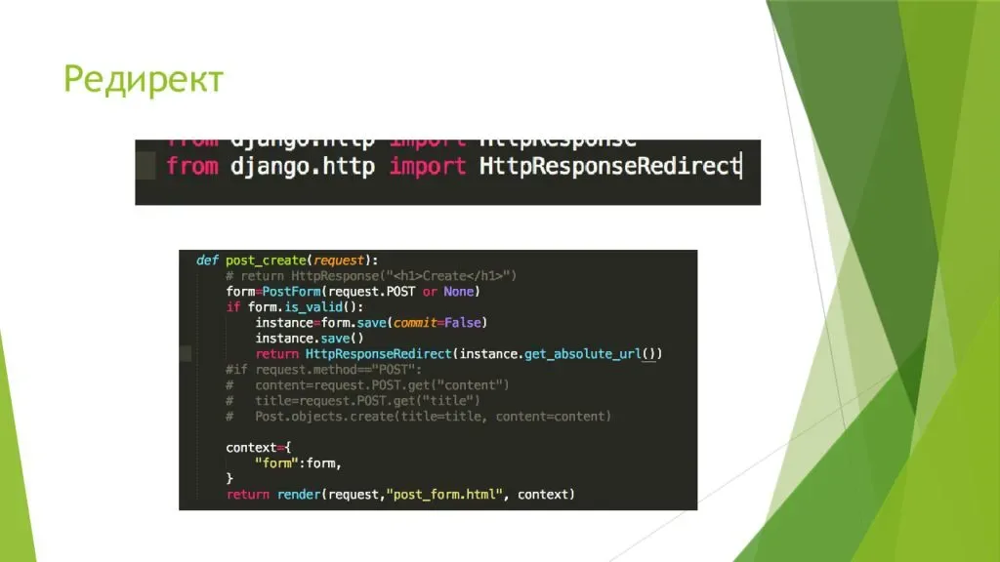 Редирект
from django.http import HttpResponse
from django.http import HttpResponseRedirect
def post_create(request):
# return HttpResponse("<h1>Create</h1>")
form=PostForm(request.POST or None)
if form.is_valid():
instance=form.save(commit=False)
instance.save()
return HttpResponseRedirect(instance.get_absolute_url())
#if request.method=="POST":
#   content=request.POST.get("content")
#   title=request.POST.get("title")
#   Post.objects.create(title=title, content=content)
context={
"form":form,
}
return render(request,"post_form.html", context)